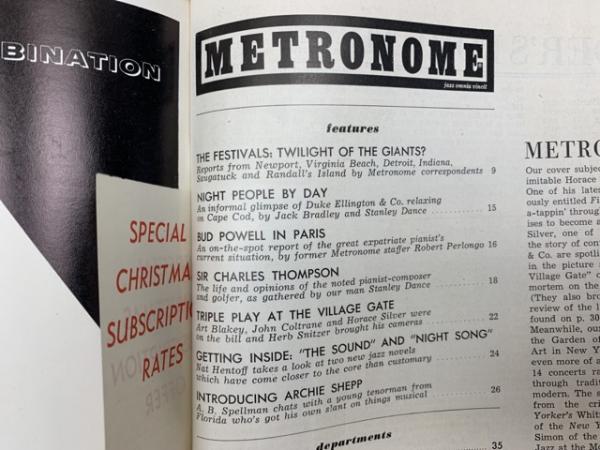 BINATION
SPECIAL
CHRISTMA
SUBSCRIPTI
RATES
METRONOME
jazz omnia vincit
features
THE FESTIVALS: TWILIGHT OF THE GIANTS?
Reports from Newport, Virginia Beach, Detroit, Indiana,
Saugatuck and Randall's Island by Metronome correspondents 9
NIGHT PEOPLE BY DAY
An informal glimpse of Duke Ellington & Co. relaxing
on Cape Cod, by Jack Bradley and Stanley Dance .......... 15
BUD POWELL IN PARIS
An on-the-spot report of the great expatriate pianist's
current situation, by former Metronome staffer Robert Perlongo 16
SIR CHARLES THOMPSON
The life and opinions of the noted pianist-composer
and golfer, as gathered by our man Stanley Dance .......... 18
TRIPLE PLAY AT THE VILLAGE GATE
Art Blakey, John Coltrane and Horace Silver were
on the bill and Herb Snitzer brought his cameras .......... 22
GETTING INSIDE: "THE SOUND" AND "NIGHT SONG"
Nat Hentoff takes a look at two new jazz novels
which have come closer to the core than customary .......... 24
INTRODUCING ARCHIE SHEPP
A. B. Spellman chats with a young tenorman from
Florida who's got his own slant on things musical .......... 26
departments
35
METRO
Our cover subjec
imitable Horace
One of his later
ously entitled Fi
a-tappin' through
ises to become a
Silver, one of
the story of cont
& Co. are spotli
in the picture
Village Gate" c
mortem on the
(They also bro
review of the l
found on p. 30
Meanwhile, our
the Garden of
Art in New Yo
even more of a
14 concerts ra
through tradit
modern. The s
from the cri
Yorker's Whit
of the New Yo
Simon of the
Jazz at the Mo